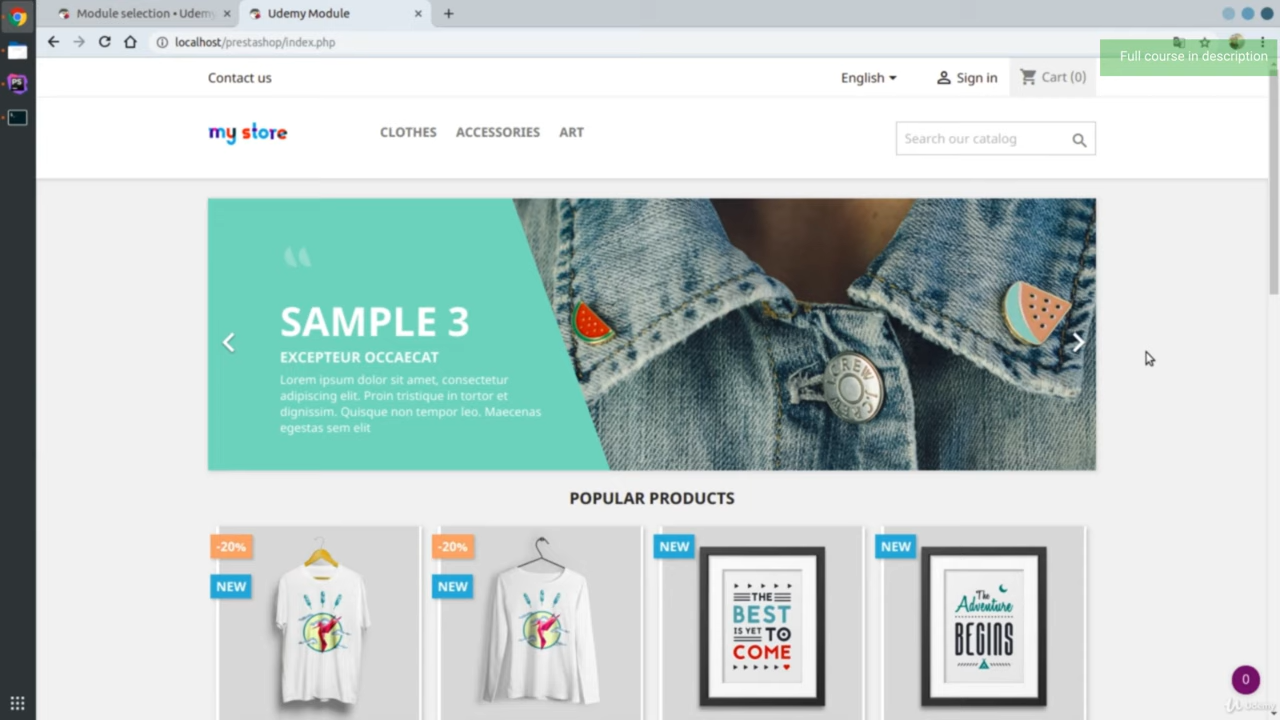 Module selection • Udemy
Udemy Module
localhost/prestashop/index.php
Full course in description
Contact us
English
Sign in
Cart (0)
my store
CLOTHES
ACCESSORIES
ART
Search our catalog
SAMPLE 3
EXCEPTEUR OCCAECAT
Lorem ipsum dolor sit amet, consectetur
adipiscing elit. Proin tristique in tortor et
dignissim. Quisque non tempor leo. Maecenas
egestas sem elit
POPULAR PRODUCTS
-20%
NEW
-20%
NEW
NEW
THE
BEST
IS YET TO
COME
NEW
The
Adventure
BEGINS
0
Udemy
PS